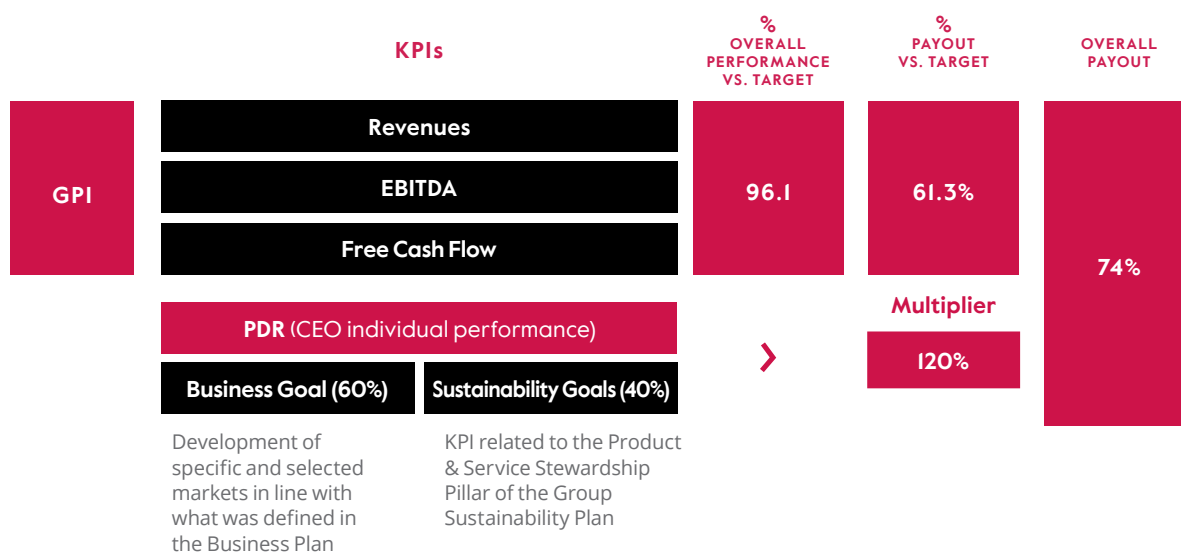 KPIs
%
OVERALL
PERFORMANCE
VS. TARGET
%
PAYOUT
VS. TARGET
OVERALL
PAYOUT
GPI
Revenues
EBITDA
Free Cash Flow
96.1
61.3%
74%
Multiplier
120%
PDR (CEO individual performance)
Business Goal (60%)
Sustainability Goals (40%)
Development of
specific and selected
markets in line with
what was defined in
the Business Plan
KPI related to the Product
& Service Stewardship
Pillar of the Group
Sustainability Plan